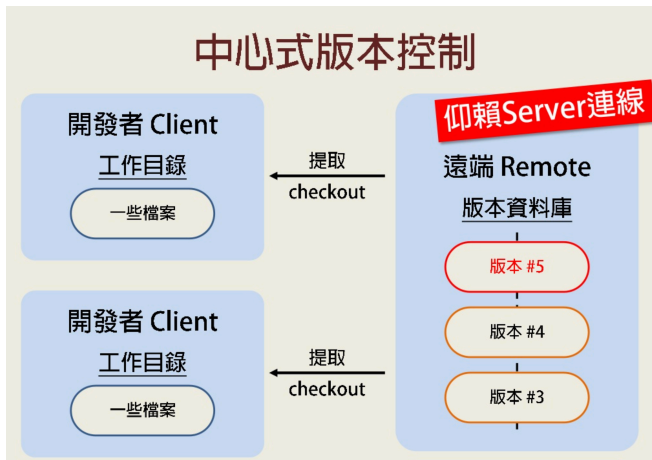 中心式版本控制
開發者 Client
工作目錄
一些檔案
提取
checkout
開發者 Client
工作目錄
一些檔案
提取
checkout
仰賴Server連線
遠端 Remote
版本資料庫
版本 #5
版本 #4
版本 #3